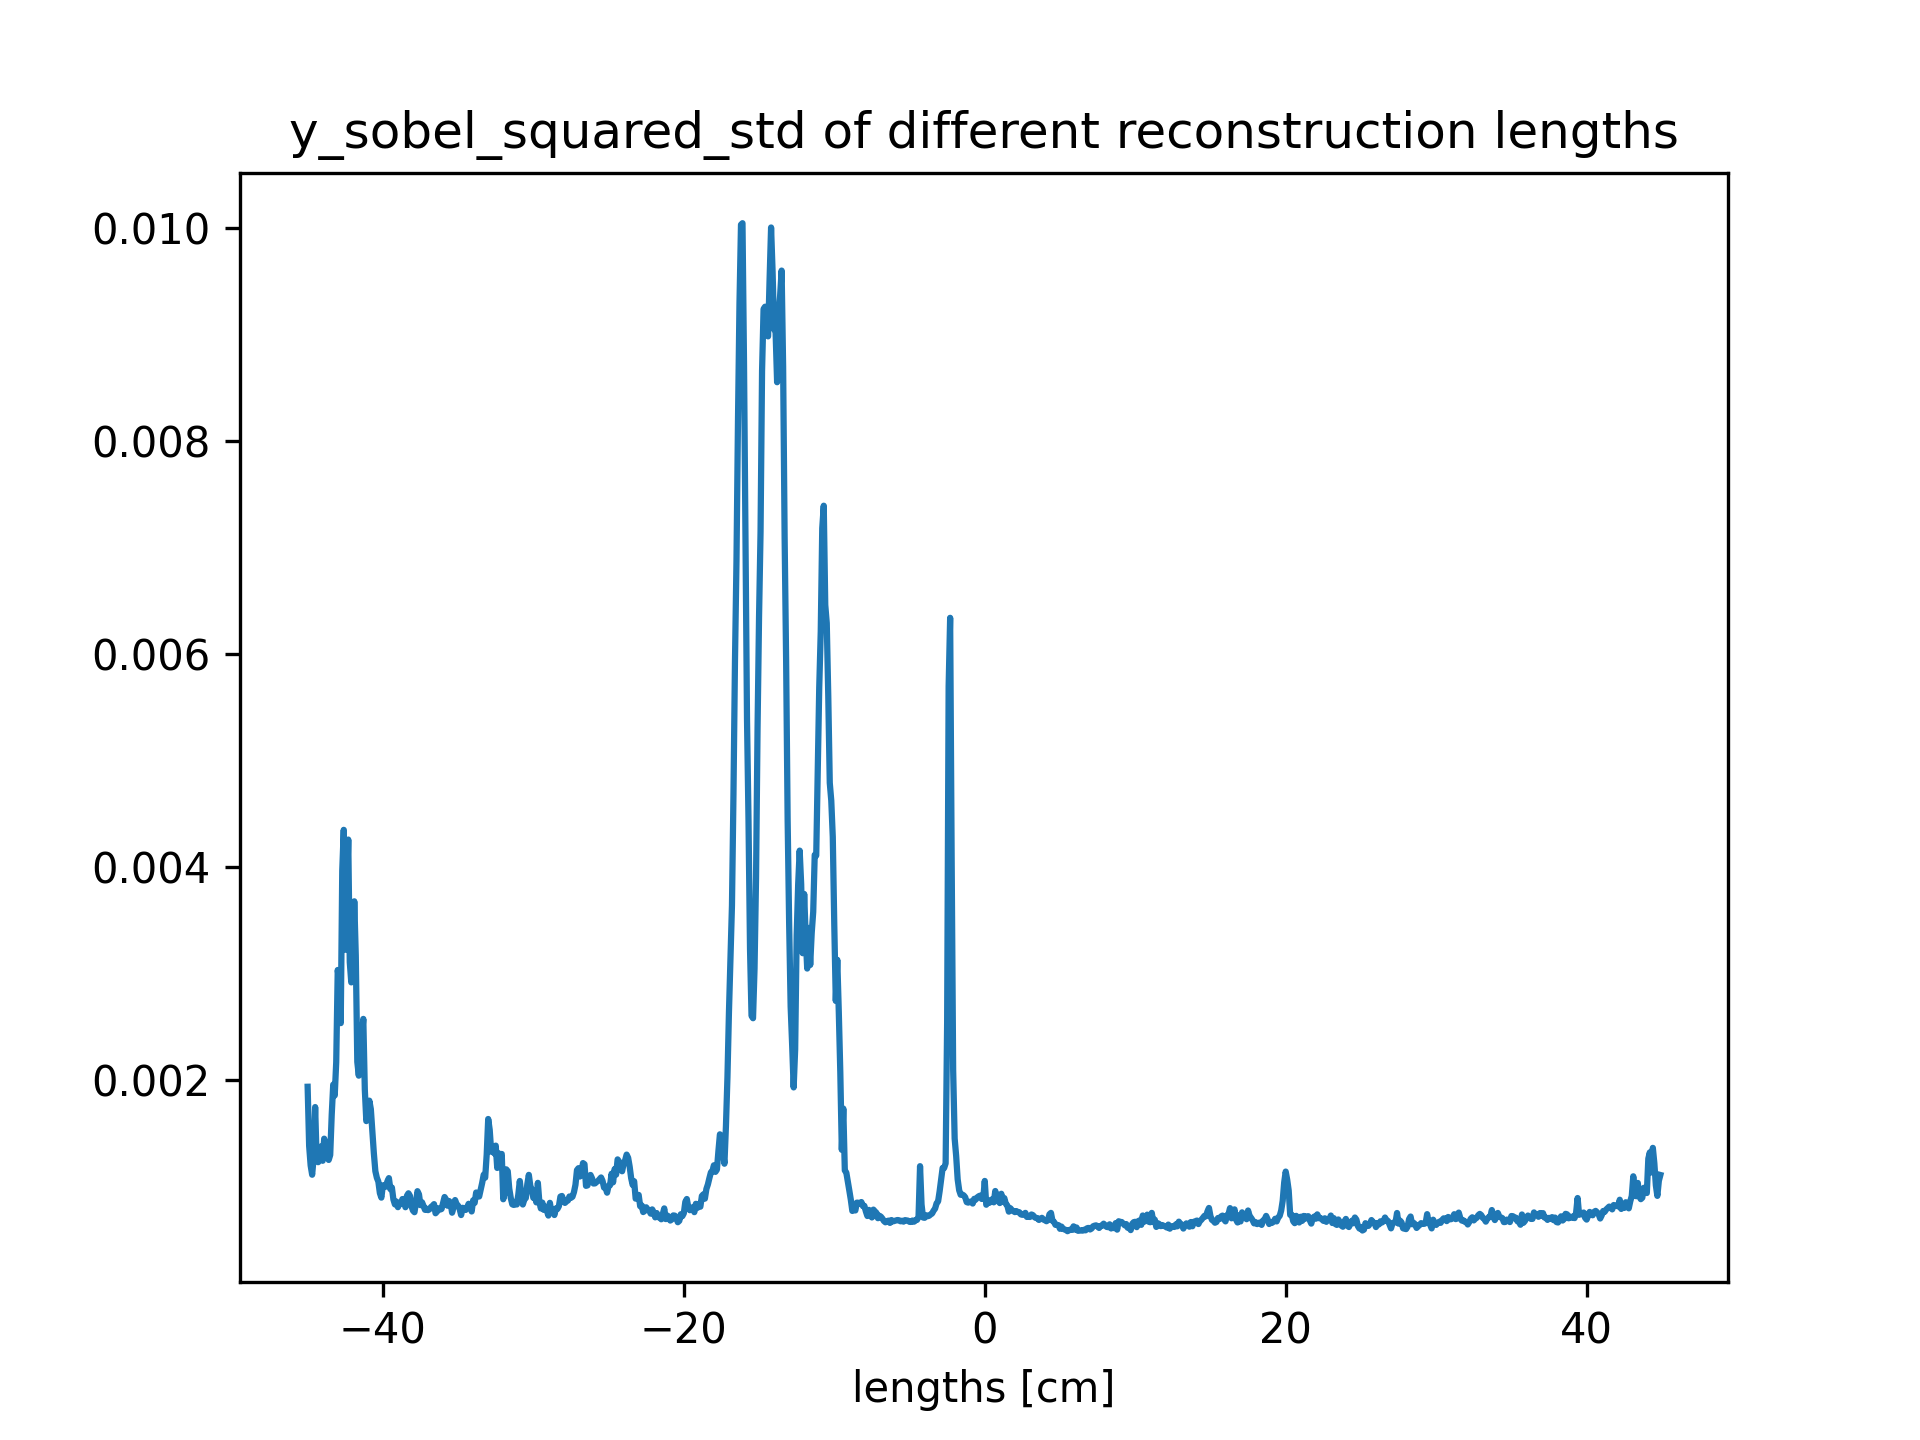 y_sobel_squared_std of different reconstruction lengths
0.010
0.008
0.006
0.004
0.002
−40 −20 0 20 40
lengths [cm]